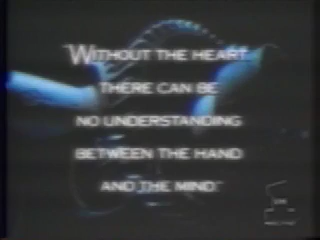 "WITHOUT THE HEART
THERE CAN BE
NO UNDERSTANDING
BETWEEN THE HAND
AND THE MIND."